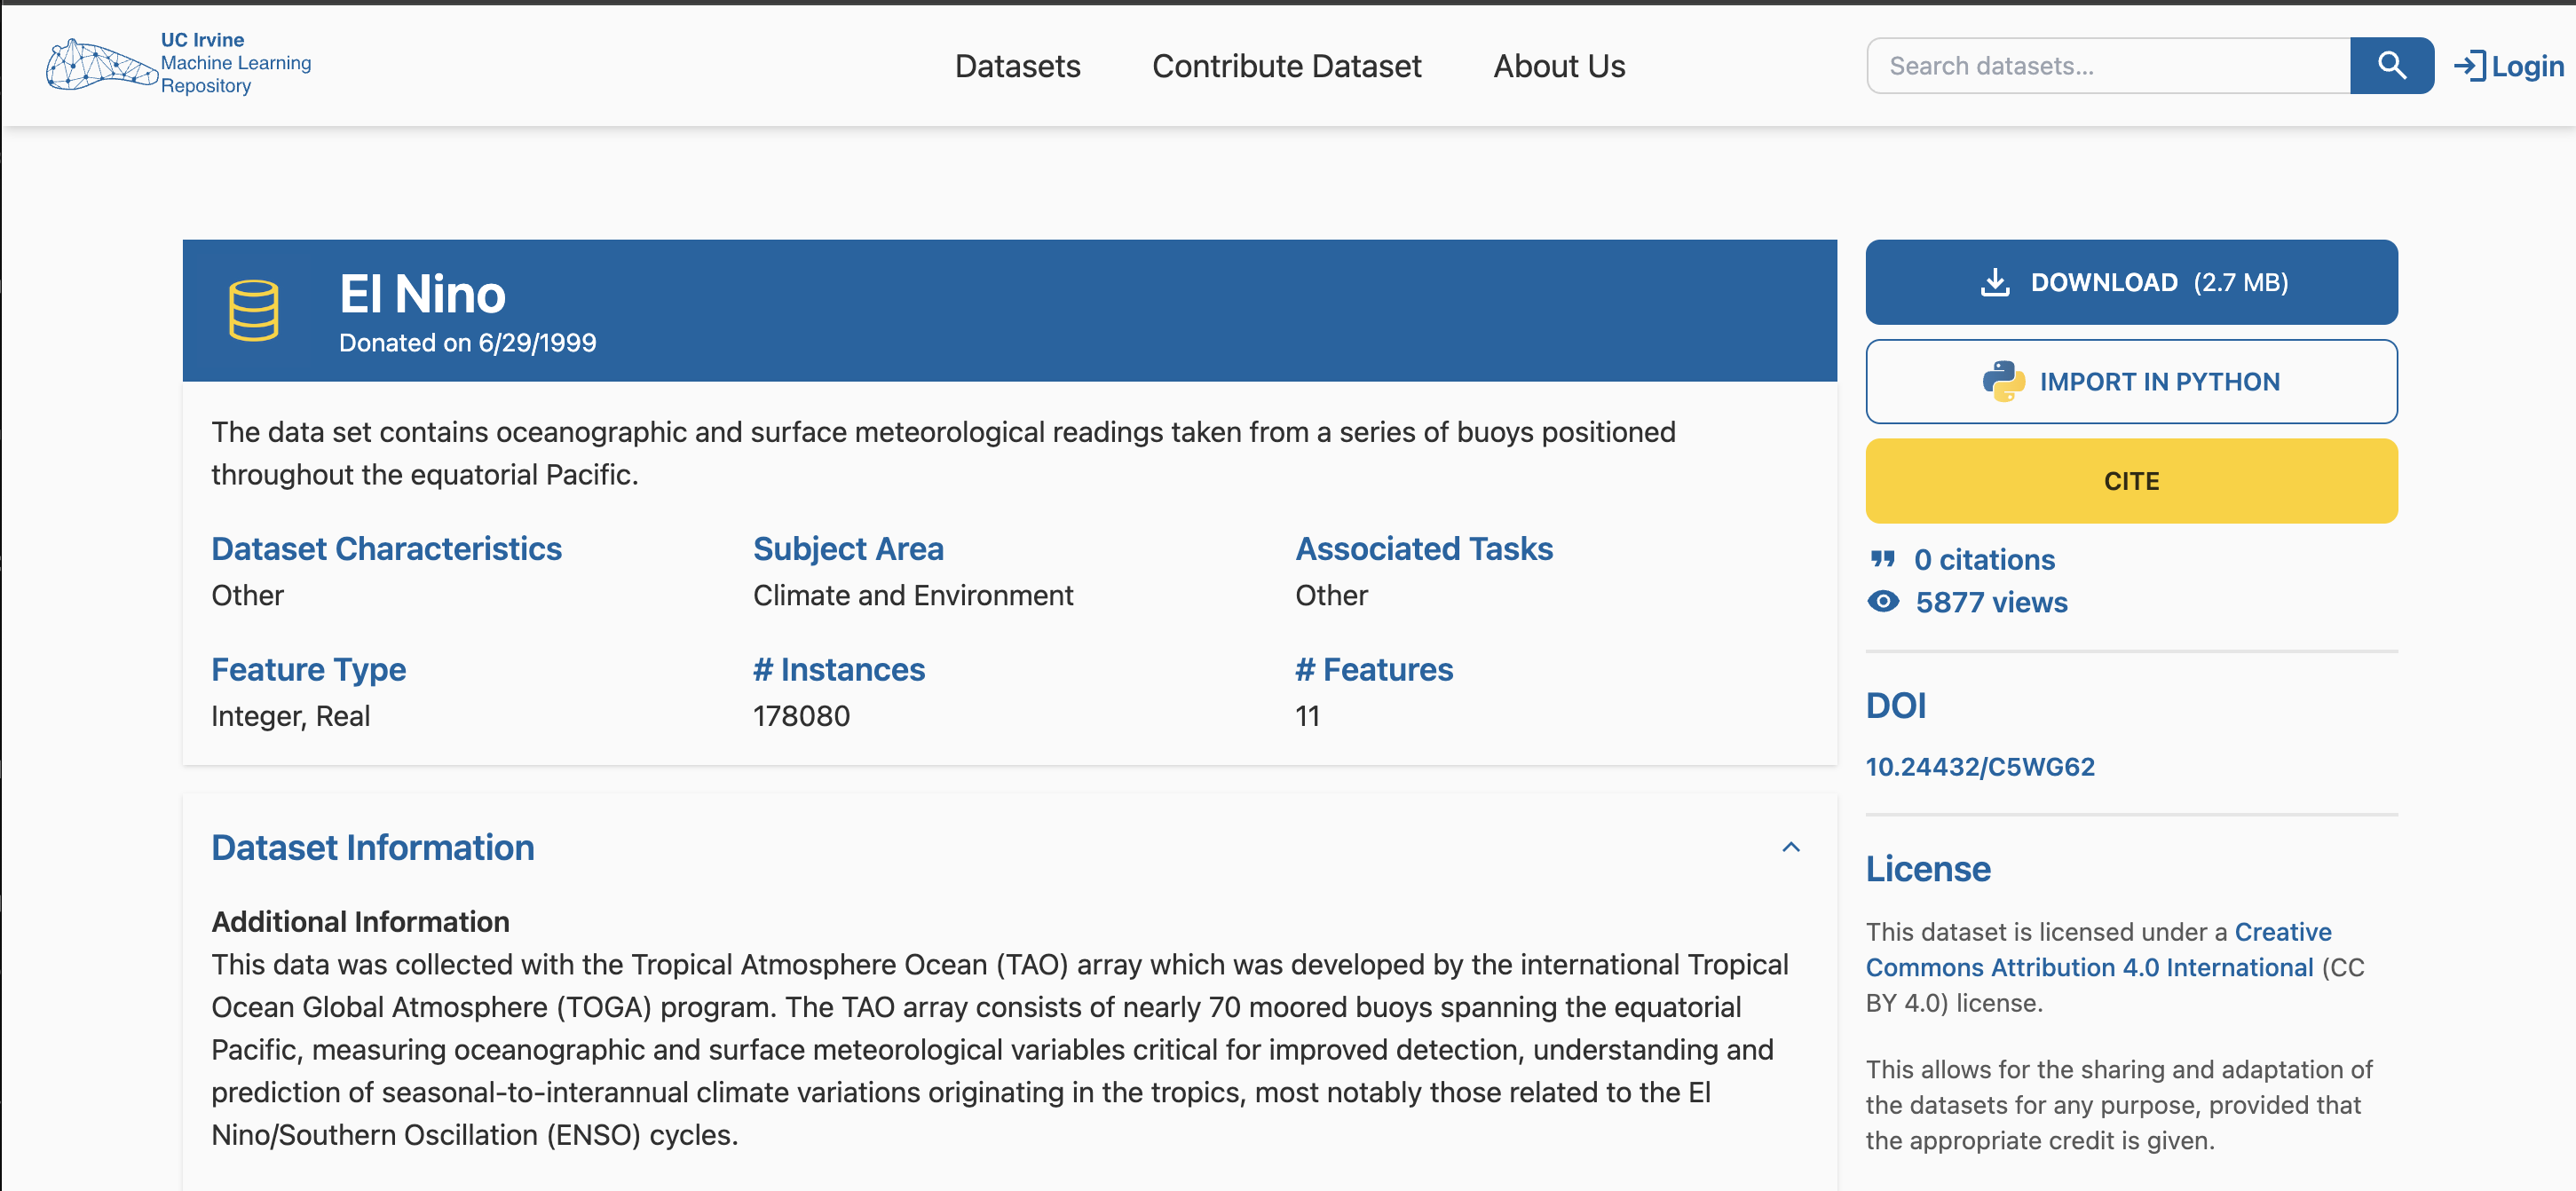 UC Irvine
Machine Learning
Repository
Datasets
Contribute Dataset
About Us
Search datasets...
Login
El Nino
Donated on 6/29/1999
The data set contains oceanographic and surface meteorological readings taken from a series of buoys positioned
throughout the equatorial Pacific.
Dataset Characteristics
Other
Subject Area
Climate and Environment
Associated Tasks
Other
Feature Type
Integer, Real
# Instances
178080
# Features
11
Dataset Information
Additional Information
This data was collected with the Tropical Atmosphere Ocean (TAO) array which was developed by the international Tropical
Ocean Global Atmosphere (TOGA) program. The TAO array consists of nearly 70 moored buoys spanning the equatorial
Pacific, measuring oceanographic and surface meteorological variables critical for improved detection, understanding and
prediction of seasonal-to-interannual climate variations originating in the tropics, most notably those related to the El
Nino/Southern Oscillation (ENSO) cycles.
DOWNLOAD (2.7 MB)
IMPORT IN PYTHON
CITE
0 citations
5877 views
DOI
10.24432/C5WG62
License
This dataset is licensed under a Creative
Commons Attribution 4.0 International (CC
BY 4.0) license.
This allows for the sharing and adaptation of
the datasets for any purpose, provided that
the appropriate credit is given.